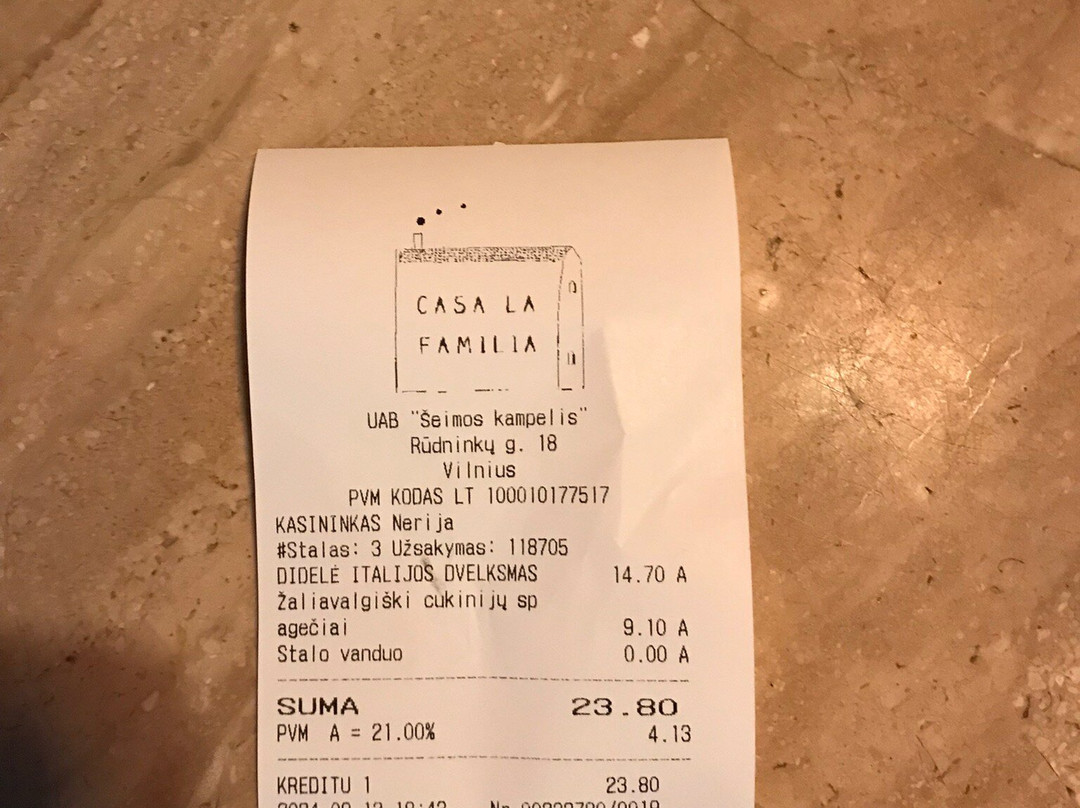 CASA LA
FAMILIA
UAB "Šeimos kampelis"
Rūdninkų g. 18
Vilnius
PVM KODAS LT 100010177517
KASININKAS Nerija
#Stalas: 3 Užsakymas: 118705
DIDELĖ ITALIJOS DVELKSMAS 14.70 A
Žaliavalgiški cukinijų sp
agečiai 9.10 A
Stalo vanduo 0.00 A
SUMA 23.80
PVM A = 21.00% 4.13
KREDITU 1 23.80